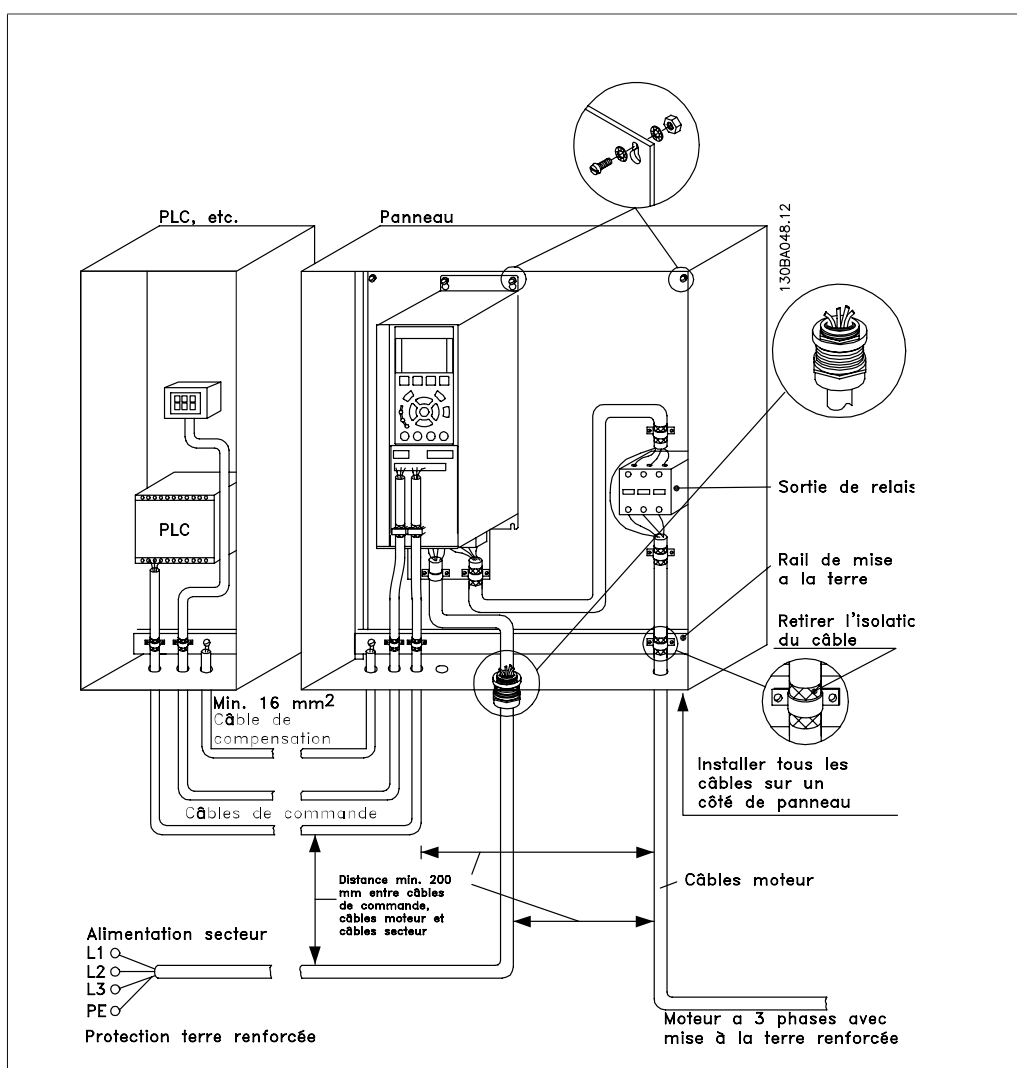 PLC, etc.
Panneau
130BA048.12
PLC
Sortie de relais
Rail de mise
a la terre
Retirer l'isolatic
du câble
Min. 16 mm2
Câble de
compensation
Installer tous les
câbles sur un
côté de panneau
Câbles de commande
Distance min. 200
mm entre câbles
de commande,
câbles moteur et
câbles secteur
Câbles moteur
Alimentation secteur
L1
L2
L3
PE
Protection terre renforcée
Moteur a 3 phases avec
mise à la terre renforcée